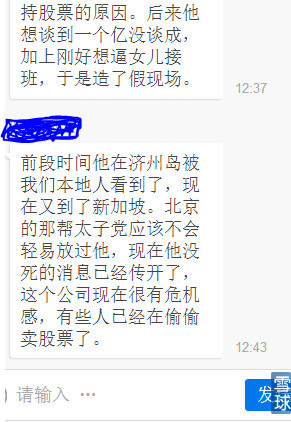 持股票的原因。后来他
想谈到一个亿没谈成，
加上刚好想逼女儿接
班，于是造了假现场。
12:37
前段时间他在济州岛被
我们本地人看到了，现
在又到了新加坡。北京
的那帮太子党应该不会
轻易放过他，现在他没
死的消息已经传开了，
这个公司现在很有危机
感，有些人已经在偷偷
卖股票了。
12:43
请输入 ···
发
雪球